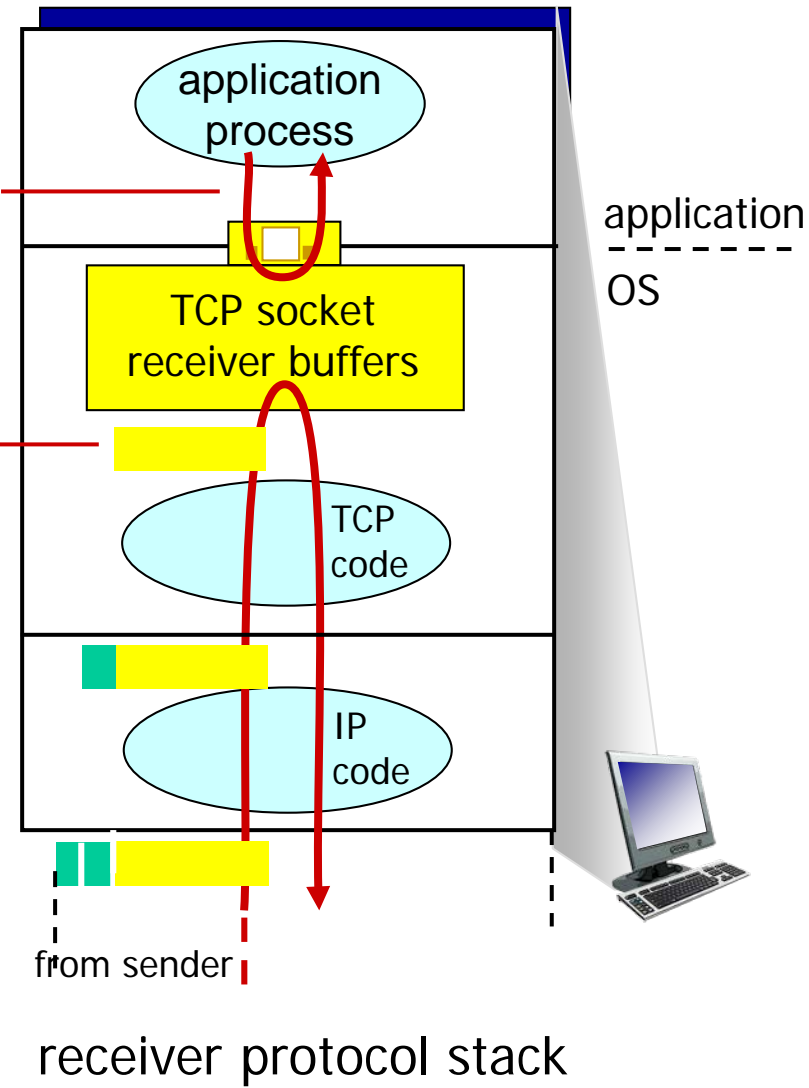 application
process
application
OS
TCP socket
receiver buffers
TCP
code
IP
code
from sender
receiver protocol stack